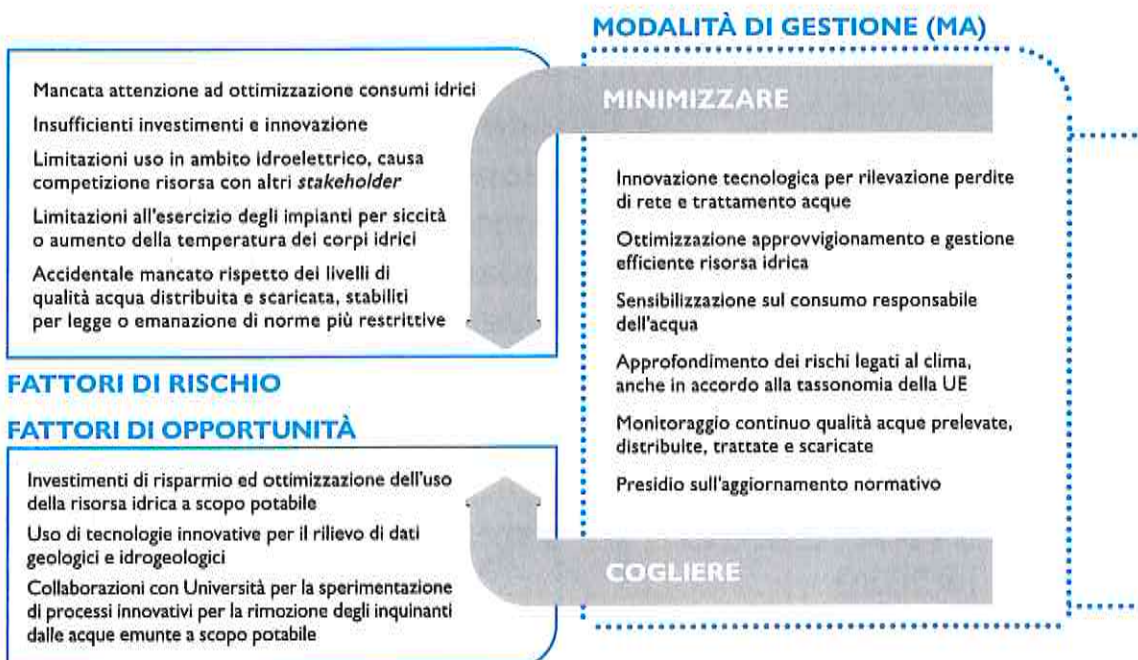 MODALITÀ DI GESTIONE (MA)
Mancata attenzione ad ottimizzazione consumi idrici
Insufficienti investimenti e innovazione
Limitazioni uso in ambito idroelettrico, causa
competizione risorsa con altri stakeholder
Limitazioni all'esercizio degli impianti per siccità
o aumento della temperatura dei corpi idrici
Accidentale mancato rispetto dei livelli di
qualità acqua distribuita e scaricata, stabiliti
per legge o emanazione di norme più restrittive
FATTORI DI RISCHIO
FATTORI DI OPPORTUNITÀ
Investimenti di risparmio ed ottimizzazione dell'uso
della risorsa idrica a scopo potabile
Uso di tecnologie innovative per il rilievo di dati
geologici e idrogeologici
Collaborazioni con Università per la sperimentazione
di processi innovativi per la rimozione degli inquinanti
dalle acque emunte a scopo potabile
MINIMIZZARE
Innovazione tecnologica per rilevazione perdite
di rete e trattamento acque
Ottimizzazione approvvigionamento e gestione
efficiente risorsa idrica
Sensibilizzazione sul consumo responsabile
dell'acqua
Approfondimento dei rischi legati al clima,
anche in accordo alla tassonomia della UE
Monitoraggio continuo qualità acque prelevate,
distribuite, trattate e scaricate
Presidio sull'aggiornamento normativo
COGLIERE